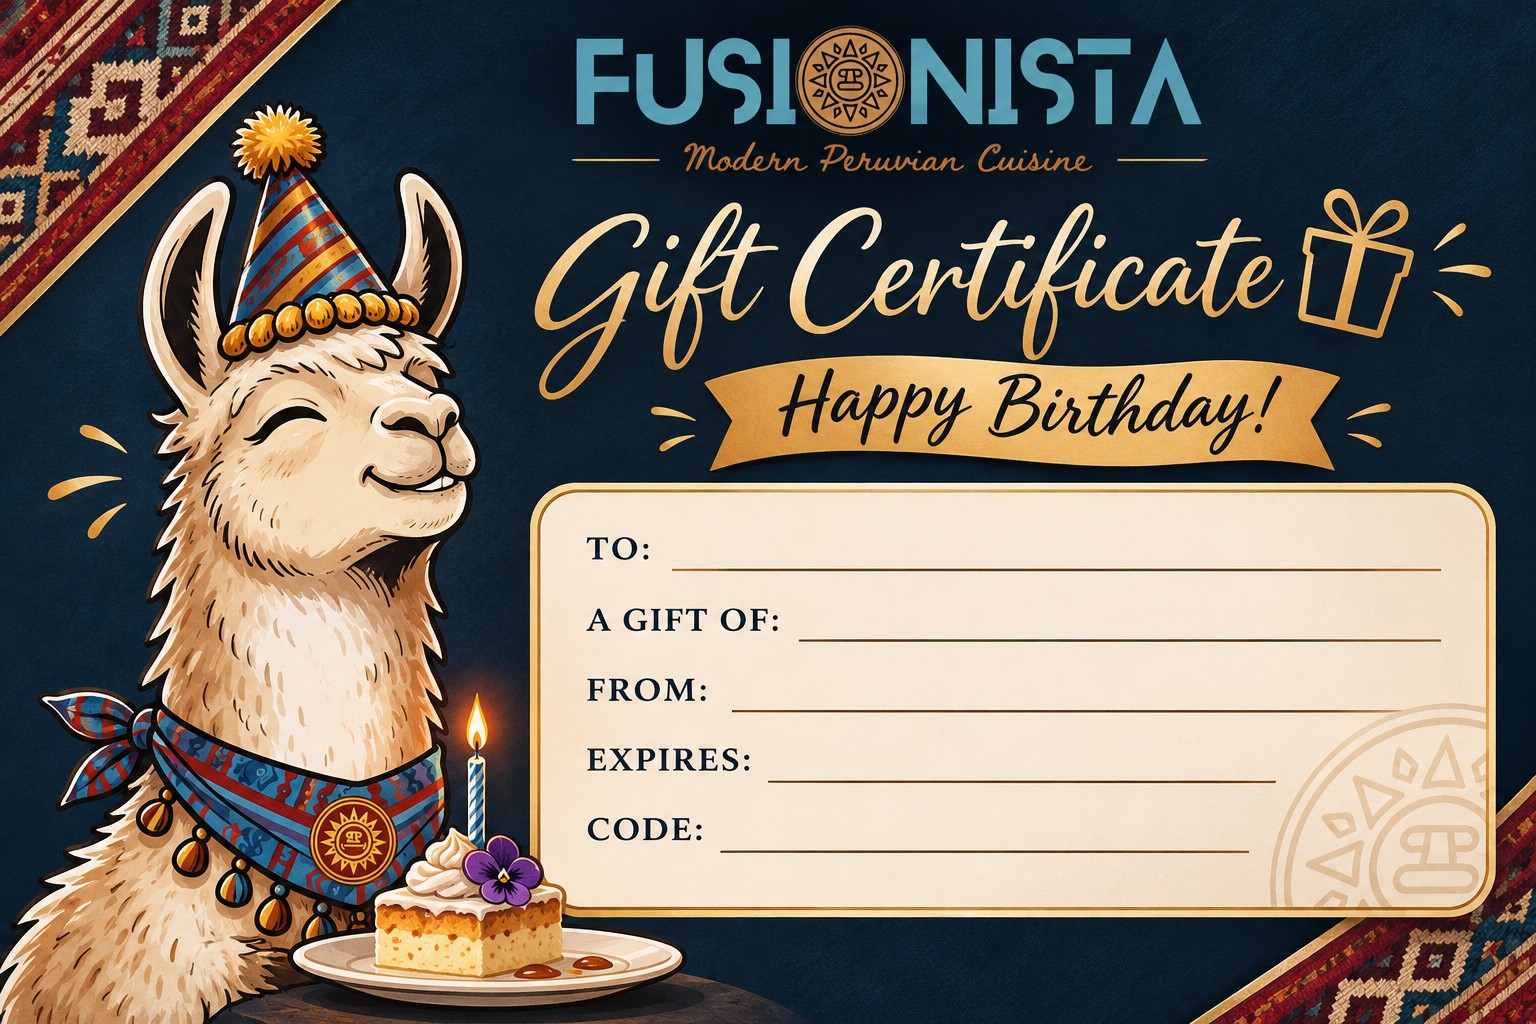 FUSIONISTA
Modern Peruvian Cuisine
Gift Certificate
Happy Birthday!
TO:
A GIFT OF:
FROM:
EXPIRES:
CODE: